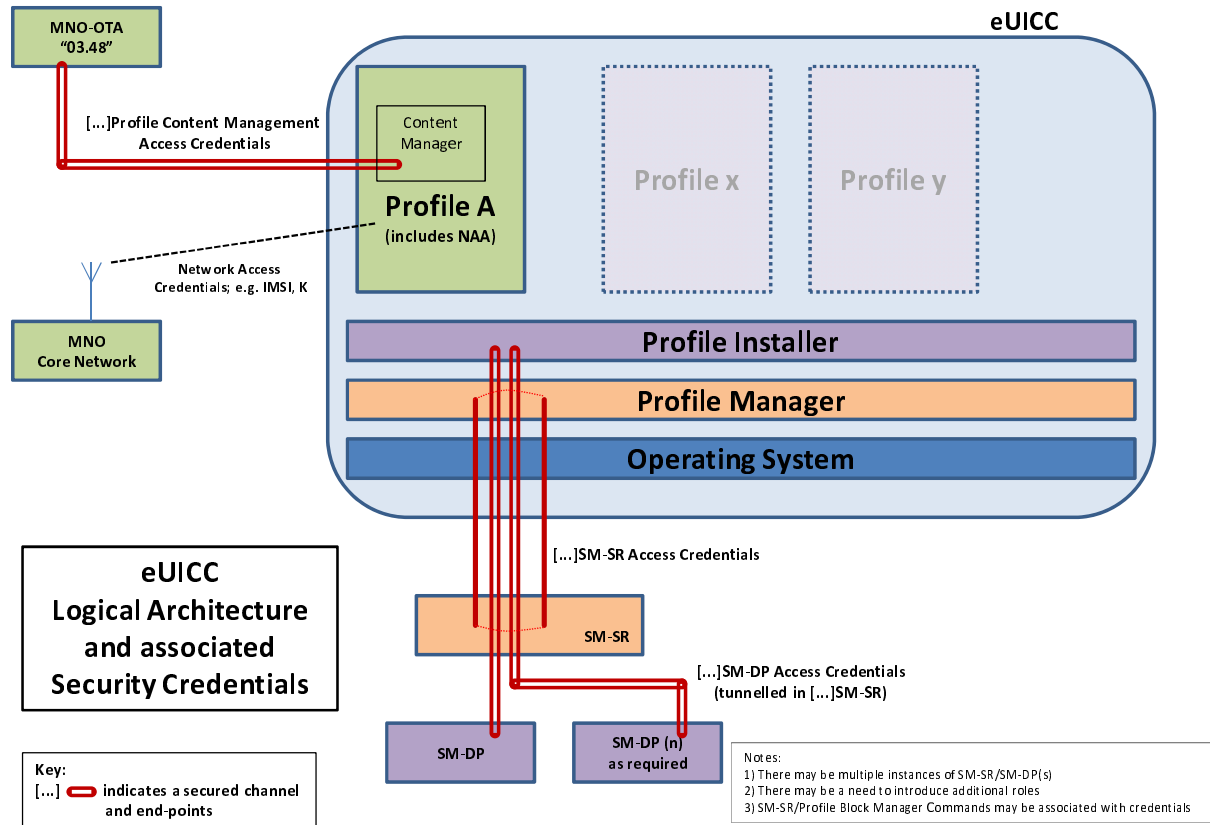 eUICC
MNO-OTA
“03.48”
[...]Profile Content Management
Access Credentials
Content
Manager
Profile A
(includes NAA)
Profile x
Profile y
Network Access
Credentials; e.g. IMSI, K
MNO
Core Network
Profile Installer
Profile Manager
Operating System
[...]SM-SR Access Credentials
eUICC
Logical Architecture
and associated
Security Credentials
SM-SR
[...]SM-DP Access Credentials
(tunnelled in [...]SM-SR)
SM-DP
SM-DP (n)
as required
Key:
[...] indicates a secured channel
and end-points
Notes:
1) There may be multiple instances of SM-SR/SM-DP(s)
2) There may be a need to introduce additional roles
3) SM-SR/Profile Block Manager Commands may be associated with credentials